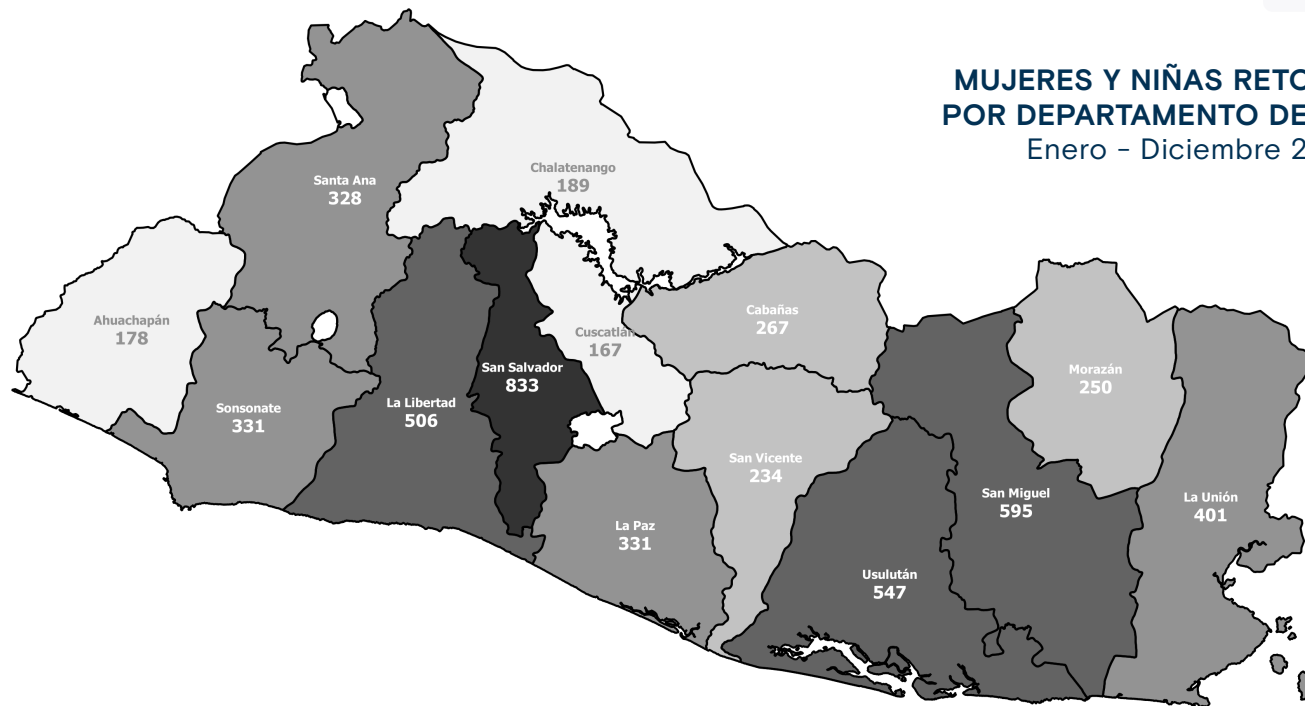 MUJERES Y NIÑAS RETO
POR DEPARTAMENTO DE
Enero - Diciembre 2
Chalatenango
189
Santa Ana
328
Ahuachapán
178
Cabañas
267
Cuscatlán
167
San Salvador
833
Morazán
250
La Libertad
506
Sonsonate
331
San Vicente
234
San Miguel
595
La Unión
401
La Paz
331
Usulután
547